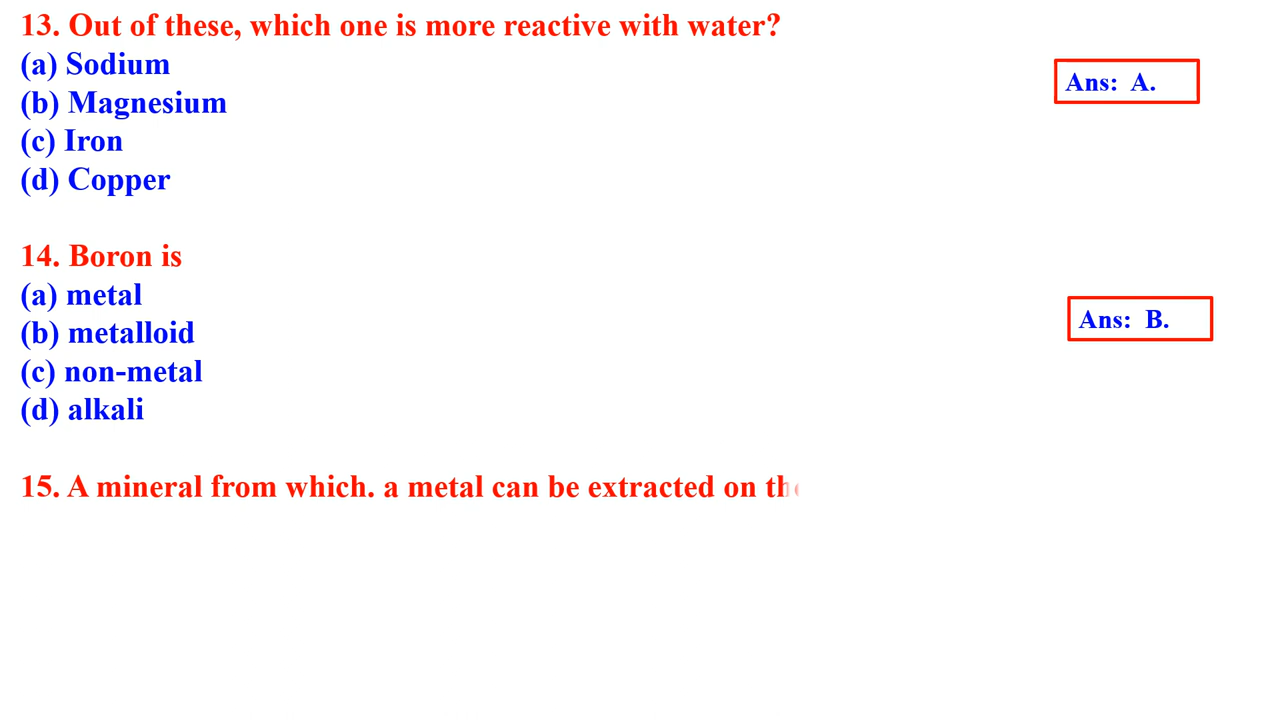 13. Out of these, which one is more reactive with water?
(a) Sodium
Ans: A.
(b) Magnesium
(c) Iron
(d) Copper
14. Boron is
(a) metal
(b) metalloid
Ans: B.
(c) non-metal
(d) alkali
15. A mineral from which. a metal can be extracted on the